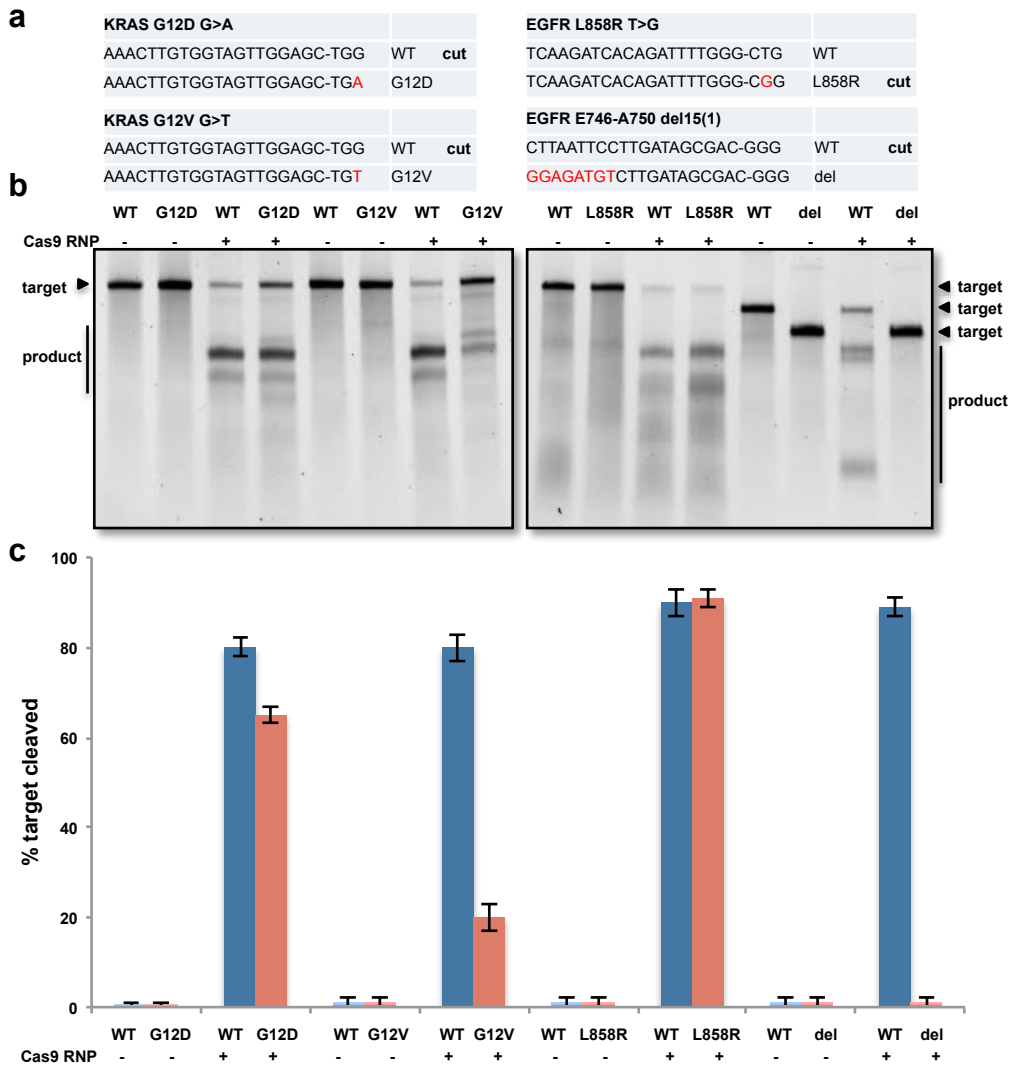 a
KRAS G12D G>A
AAACTTGTGGTAGTTGGAGC-TGG WT cut
AAACTTGTGGTAGTTGGAGC-TGA G12D
KRAS G12V G>T
AAACTTGTGGTAGTTGGAGC-TGG WT cut
AAACTTGTGGTAGTTGGAGC-TGT G12V
EGFR L858R T>G
TCAAGATCACAGATTTTGGG-CTG WT
TCAAGATCACAGATTTTGGG-CGG L858R cut
EGFR E746-A750 del15(1)
CTTAATTCCTTGATAGCGAC-GGG WT cut
GGAGATGTCTTGATAGCGAC-GGG del
b
WT G12D WT G12D WT G12V WT G12V WT L858R WT L858R WT del WT del
Cas9 RNP - - + + - - + + - - + + - - + +
target
product
target
target
target
product
c
% target cleaved
100
80
60
40
20
0
WT G12D WT G12D WT G12V WT G12V WT L858R WT L858R WT del WT del
Cas9 RNP - - + + - - + + - - + + - - + +